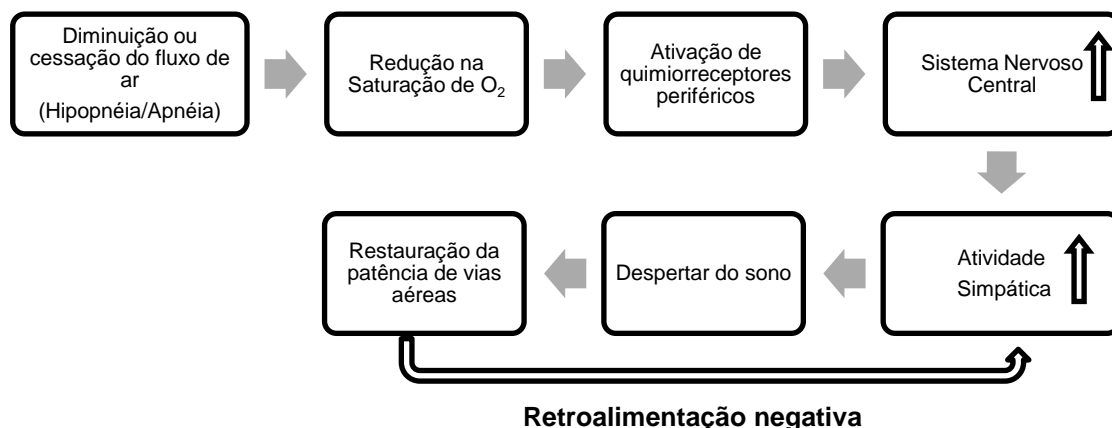 Diminuição ou
cessação do fluxo de
ar
(Hipopnéia/Apnéia)
Redução na
Saturação de O₂
Ativação de
quimiorreceptores
periféricos
Sistema Nervoso
Central
Atividade
Simpática
Despertar do sono
Restauração da
patência de vias
aéreas
Retroalimentação negativa